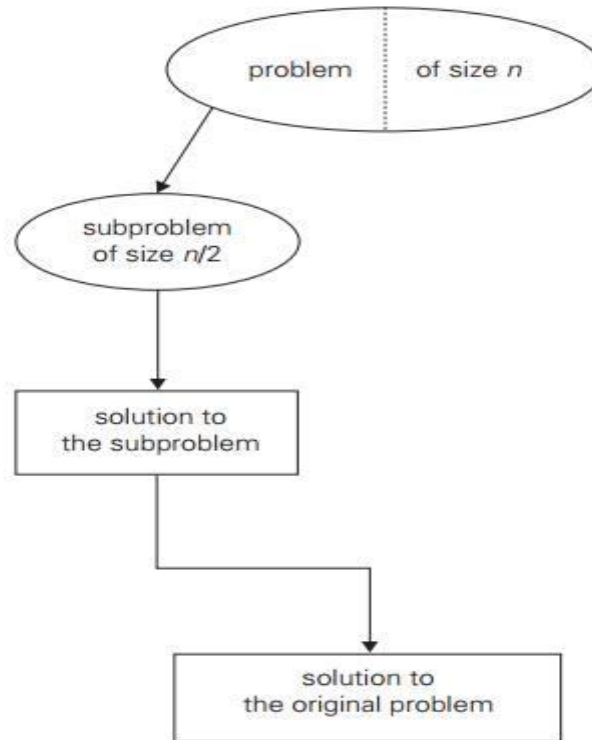 problem of size n
subproblem
of size n/2
solution to
the subproblem
solution to
the original problem